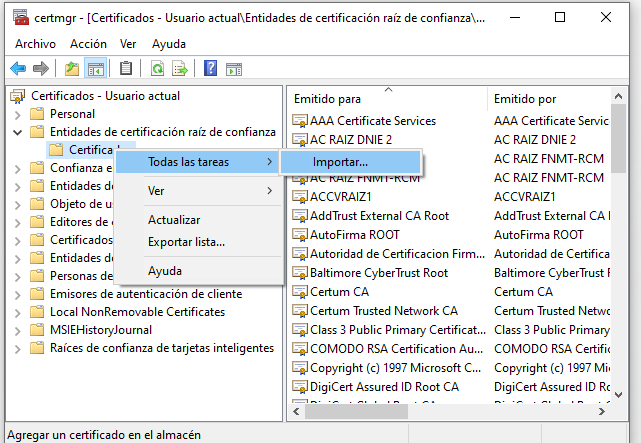 certmgr - [Certificados - Usuario actual\Entidades de certificación raíz de confianza\...
Archivo Acción Ver Ayuda
Certificados - Usuario actual
Personal
Entidades de certificación raíz de confianza
Confianza e
Entidades de
Objeto de
Editores de
Certificados
Entidades de
Personas de
Emisores de autenticación de cliente
Local NonRemovable Certificates
MSIEHistoryJournal
Raíces de confianza de tarjetas inteligentes
Todas las tareas
Ver
Actualizar
Exportar lista...
Ayuda
Importar...
Emitido para Emitido por
AAA Certificate Services AAA Certificate Services
AC RAIZ DNIE 2 AC RAIZ DNIE 2
AC RAIZ FNMT-RCM
AC RAIZ FNMT-RCM AC RAIZ FNMT-RCM
ACCVRAIZ1 ACCVRAIZ1
AddTrust External CA Root AddTrust External CA R
AutoFirma ROOT AutoFirma ROOT
Autoridad de Certificacion Firm... Autoridad de Certificaci
Baltimore CyberTrust Root Baltimore CyberTrust R
Certum CA Certum CA
Certum Trusted Network CA Certum Trusted Networ
Class 3 Public Primary Certificat... Class 3 Public Primary C
COMODO RSA Certification Au... COMODO RSA Certifica
Copyright (c) 1997 Microsoft C... Copyright (c) 1997 Micr
DigiCert Assured ID Root CA DigiCert Assured ID Roo
Agregar un certificado en el almacén